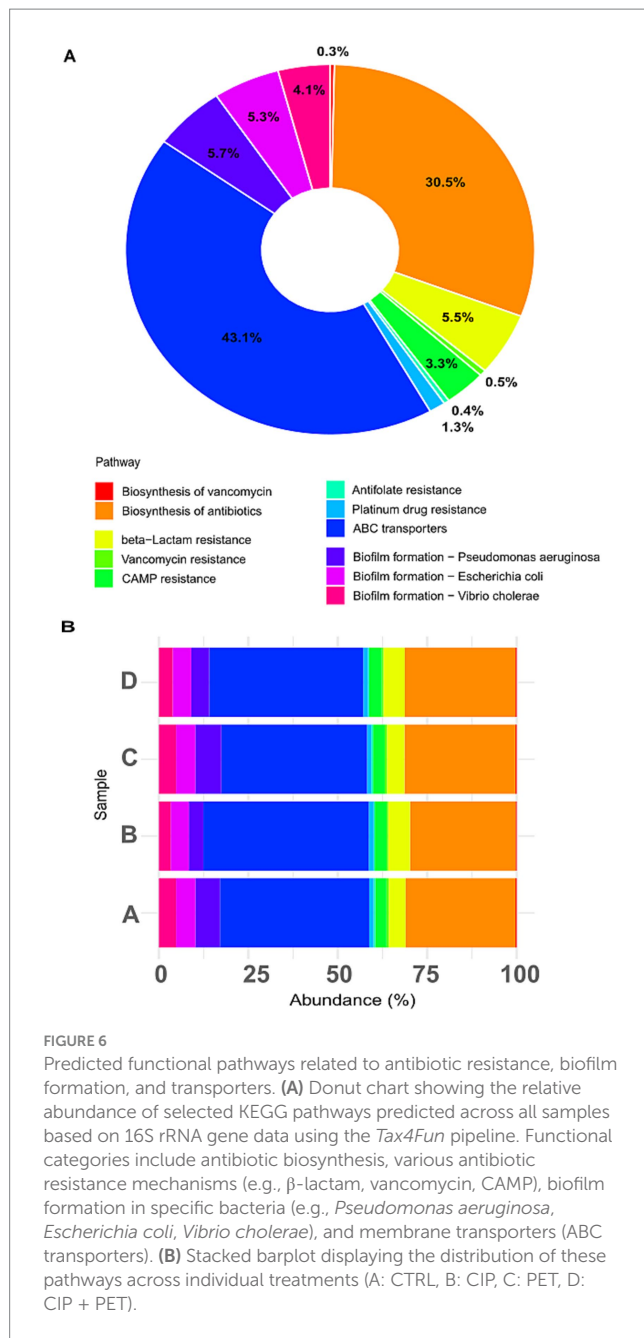 A
0.3%
4.1%
5.3%
5.7%
30.5%
43.1%
5.5%
0.5%
3.3%
0.4%
1.3%
Pathway
Biosynthesis of vancomycin
Biosynthesis of antibiotics
beta-Lactam resistance
Vancomycin resistance
CAMP resistance
Antifolate resistance
Platinum drug resistance
ABC transporters
Biofilm formation – Pseudomonas aeruginosa
Biofilm formation – Escherichia coli
Biofilm formation – Vibrio cholerae
B
Sample
D
C
B
A
0 25 50 75 100
Abundance (%)
FIGURE 6
Predicted functional pathways related to antibiotic resistance, biofilm
formation, and transporters. (A) Donut chart showing the relative
abundance of selected KEGG pathways predicted across all samples
based on 16S rRNA gene data using the Tax4Fun pipeline. Functional
categories include antibiotic biosynthesis, various antibiotic
resistance mechanisms (e.g., β-lactam, vancomycin, CAMP), biofilm
formation in specific bacteria (e.g., Pseudomonas aeruginosa,
Escherichia coli, Vibrio cholerae), and membrane transporters (ABC
transporters). (B) Stacked barplot displaying the distribution of these
pathways across individual treatments (A: CTRL, B: CIP, C: PET, D:
CIP + PET).